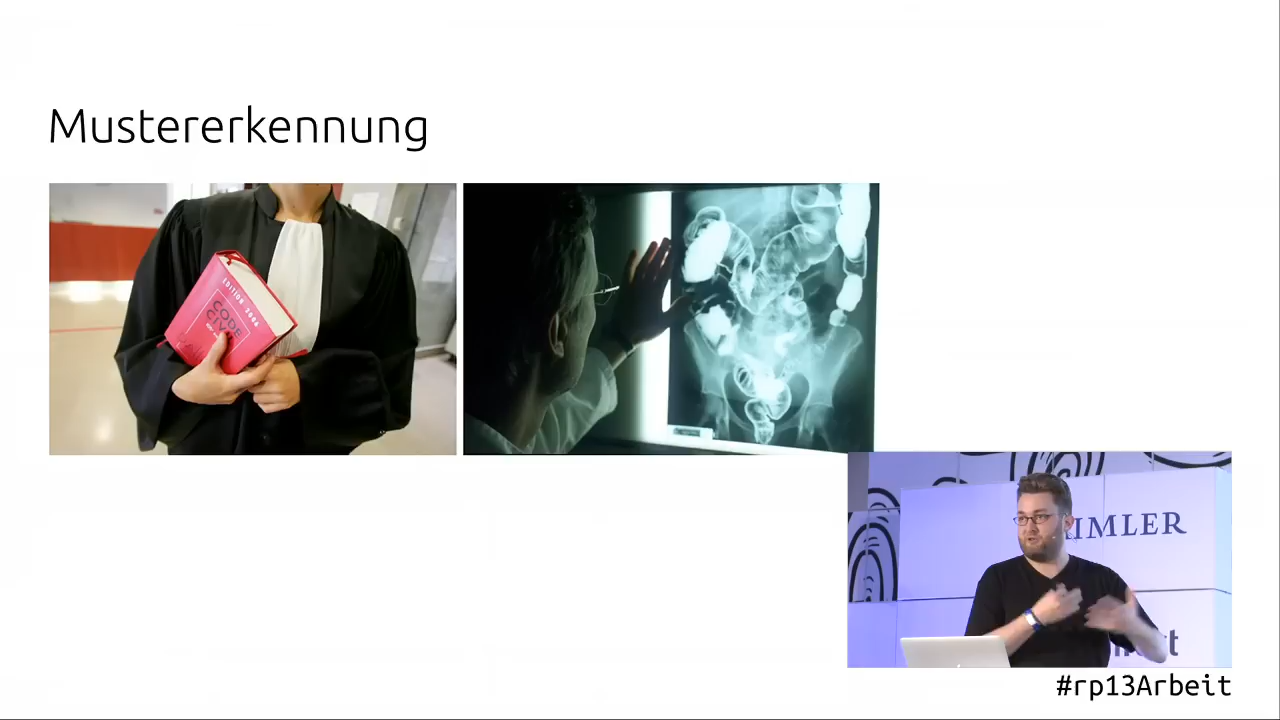 Mustererkennung
EDITION 2004
CODE
CIVIL
IMLER
#rp13Arbeit